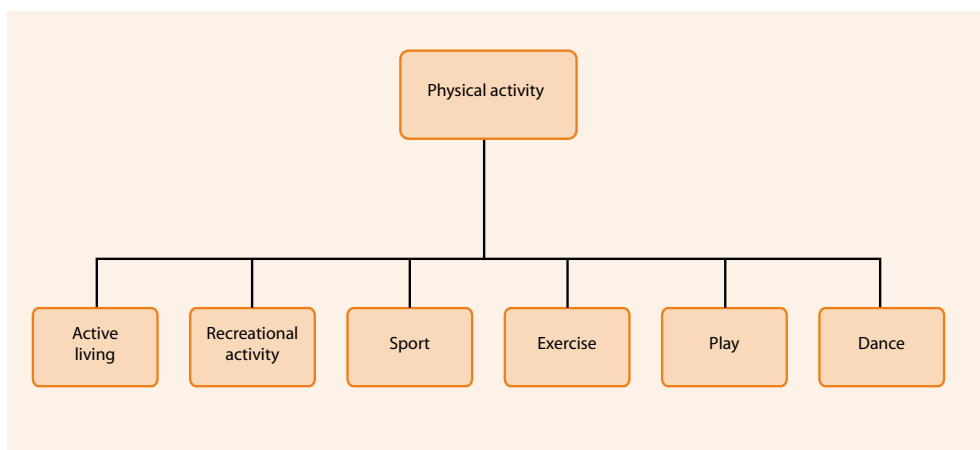 Physical activity
Active
living
Recreational
activity
Sport
Exercise
Play
Dance